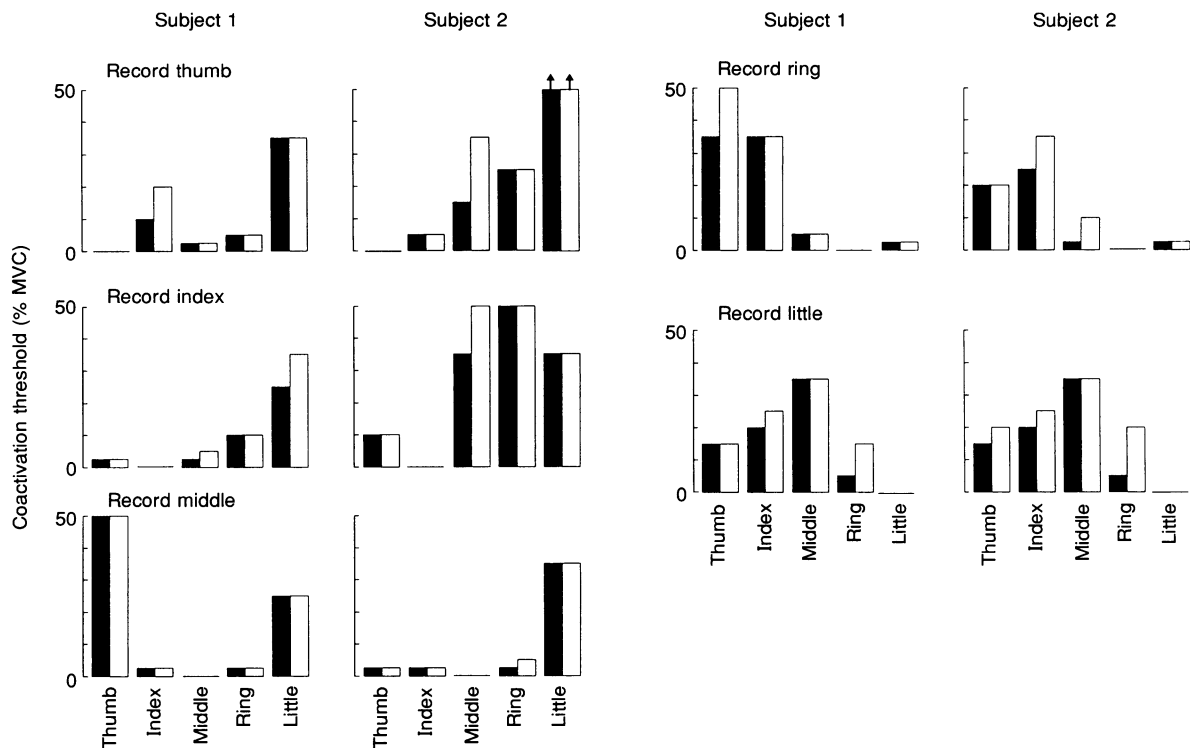 Subject 1
Subject 2
Subject 1
Subject 2
Coactivation threshold (% MVC)
Record thumb
50
0
Record index
50
0
Record middle
50
0
Thumb
Index
Middle
Ring
Little
Thumb
Index
Middle
Ring
Little
Record ring
50
0
Record little
50
0
Thumb
Index
Middle
Ring
Little
Thumb
Index
Middle
Ring
Little